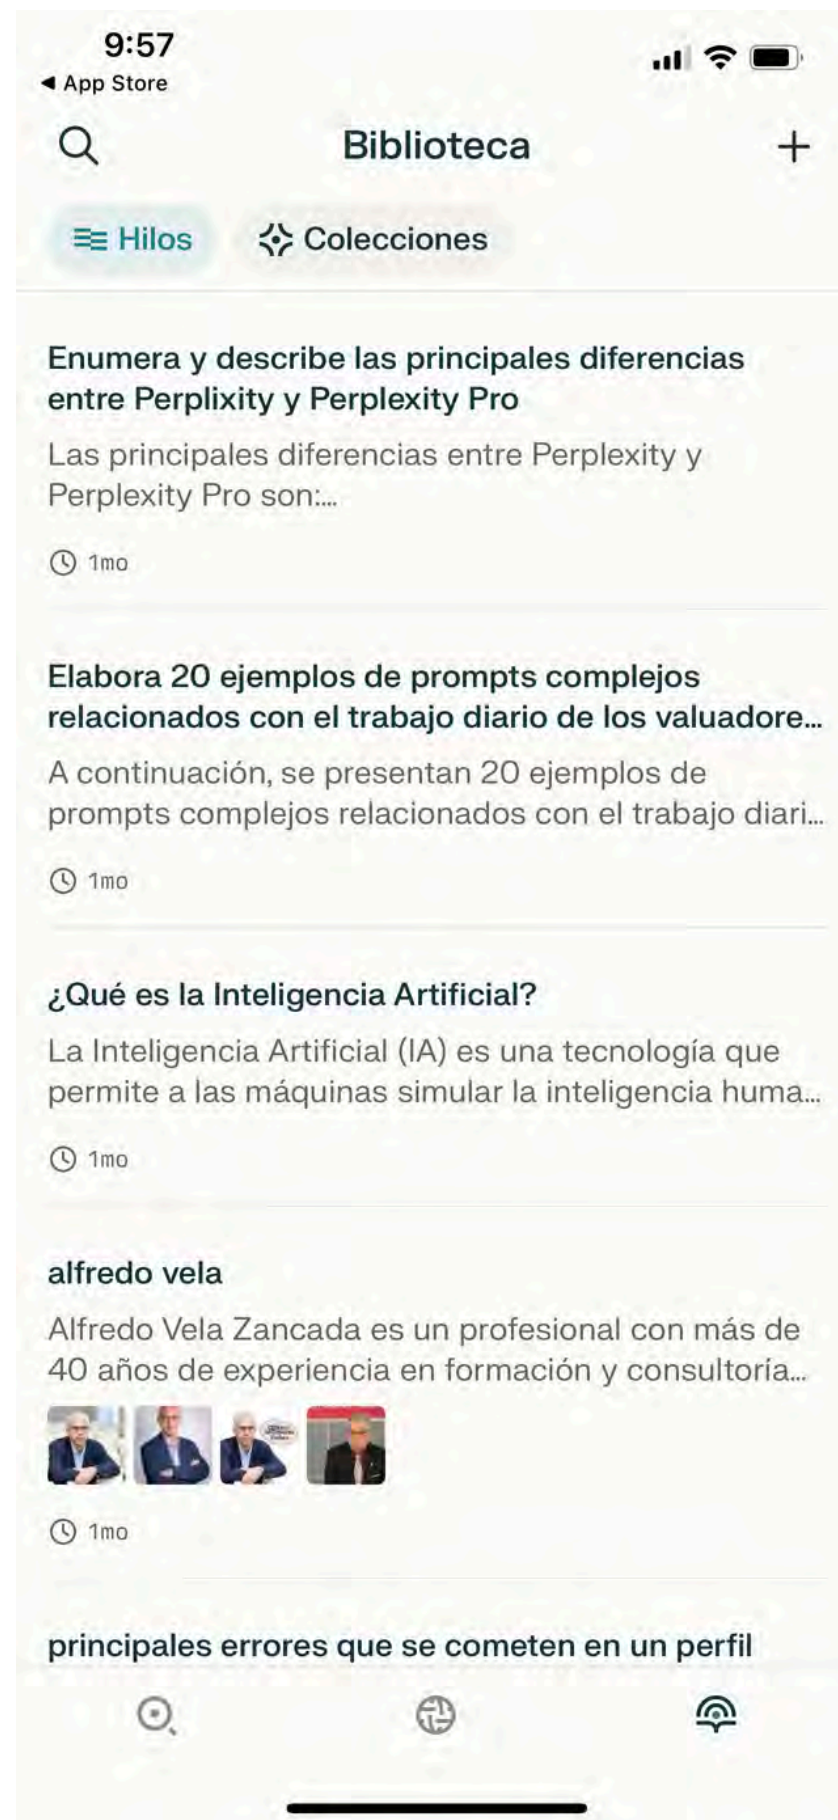 9:57
◀ App Store
Biblioteca
Hilos
Colecciones
Enumera y describe las principales diferencias
entre Perplixity y Perplexity Pro
Las principales diferencias entre Perplexity y
Perplexity Pro son:...
1mo
Elabora 20 ejemplos de prompts complejos
relacionados con el trabajo diario de los valuadore...
A continuación, se presentan 20 ejemplos de
prompts complejos relacionados con el trabajo diari...
1mo
¿Qué es la Inteligencia Artificial?
La Inteligencia Artificial (IA) es una tecnología que
permite a las máquinas simular la inteligencia huma...
1mo
alfredo vela
Alfredo Vela Zancada es un profesional con más de
40 años de experiencia en formación y consultoría...
1mo
principales errores que se cometen en un perfil